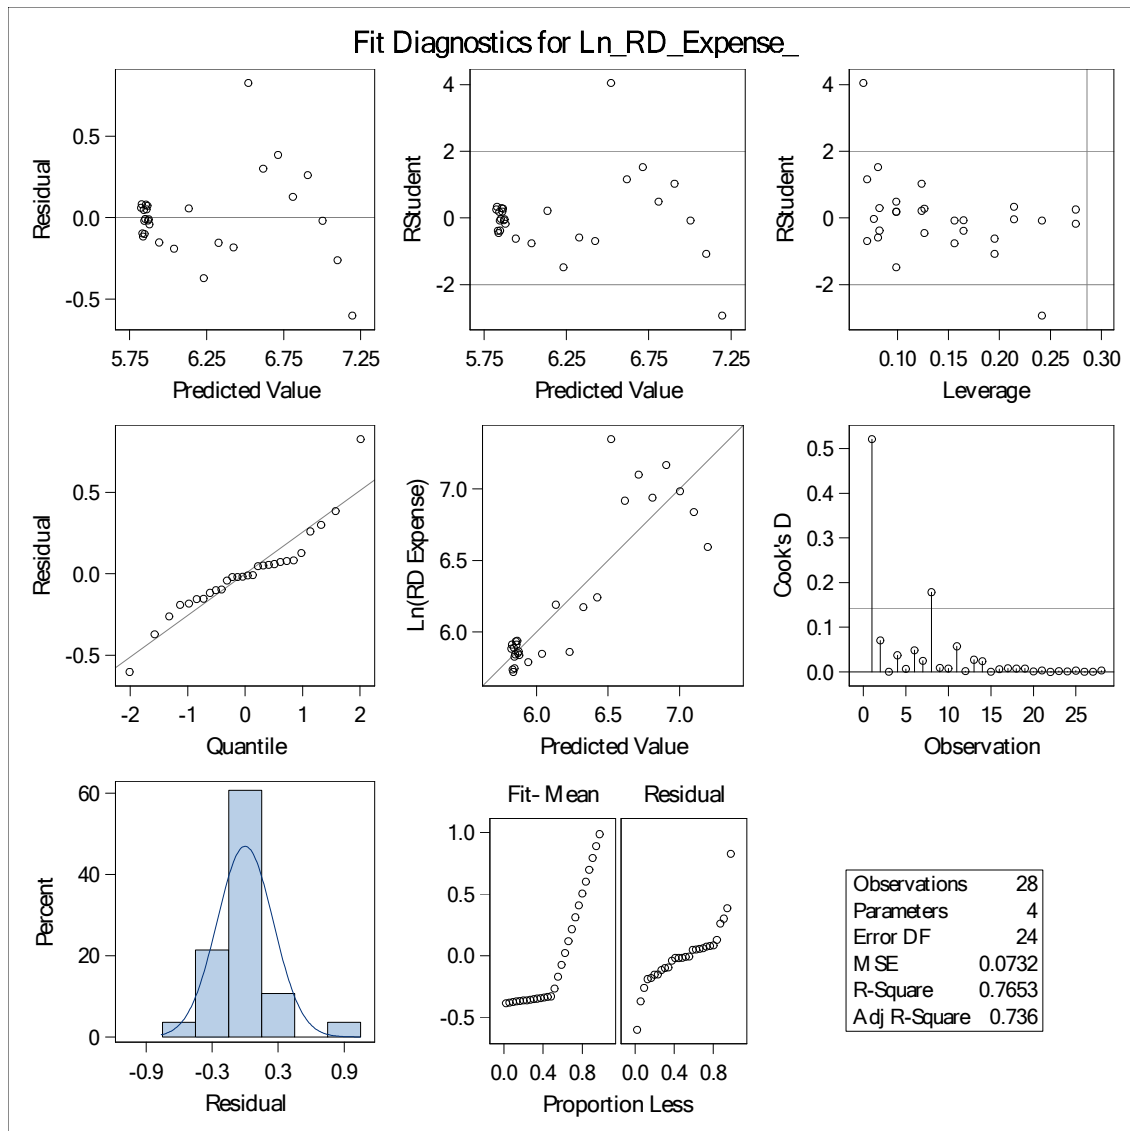 Fit Diagnostics for Ln_RD_Expense_
0.5
0.0
-0.5
Residual
5.75 6.25 6.75 7.25
Predicted Value
4
2
0
-2
RStudent
5.75 6.25 6.75 7.25
Predicted Value
4
2
0
-2
RStudent
0.10 0.15 0.20 0.25 0.30
Leverage
0.5
0.0
-0.5
Residual
-2 -1 0 1 2
Quantile
7.0
6.5
6.0
Ln(RD Expense)
6.0 6.5 7.0
Predicted Value
0.5
0.4
0.3
0.2
0.1
0.0
Cook's D
0 5 10 15 20 25
Observation
60
40
20
0
Percent
-0.9 -0.3 0.3 0.9
Residual
Fit-Mean Residual
1.0
0.5
0.0
-0.5
0.0 0.4 0.8 0.0 0.4 0.8
Proportion Less
Observations 28
Parameters 4
Error DF 24
MSE 0.0732
R-Square 0.7653
Adj R-Square 0.736